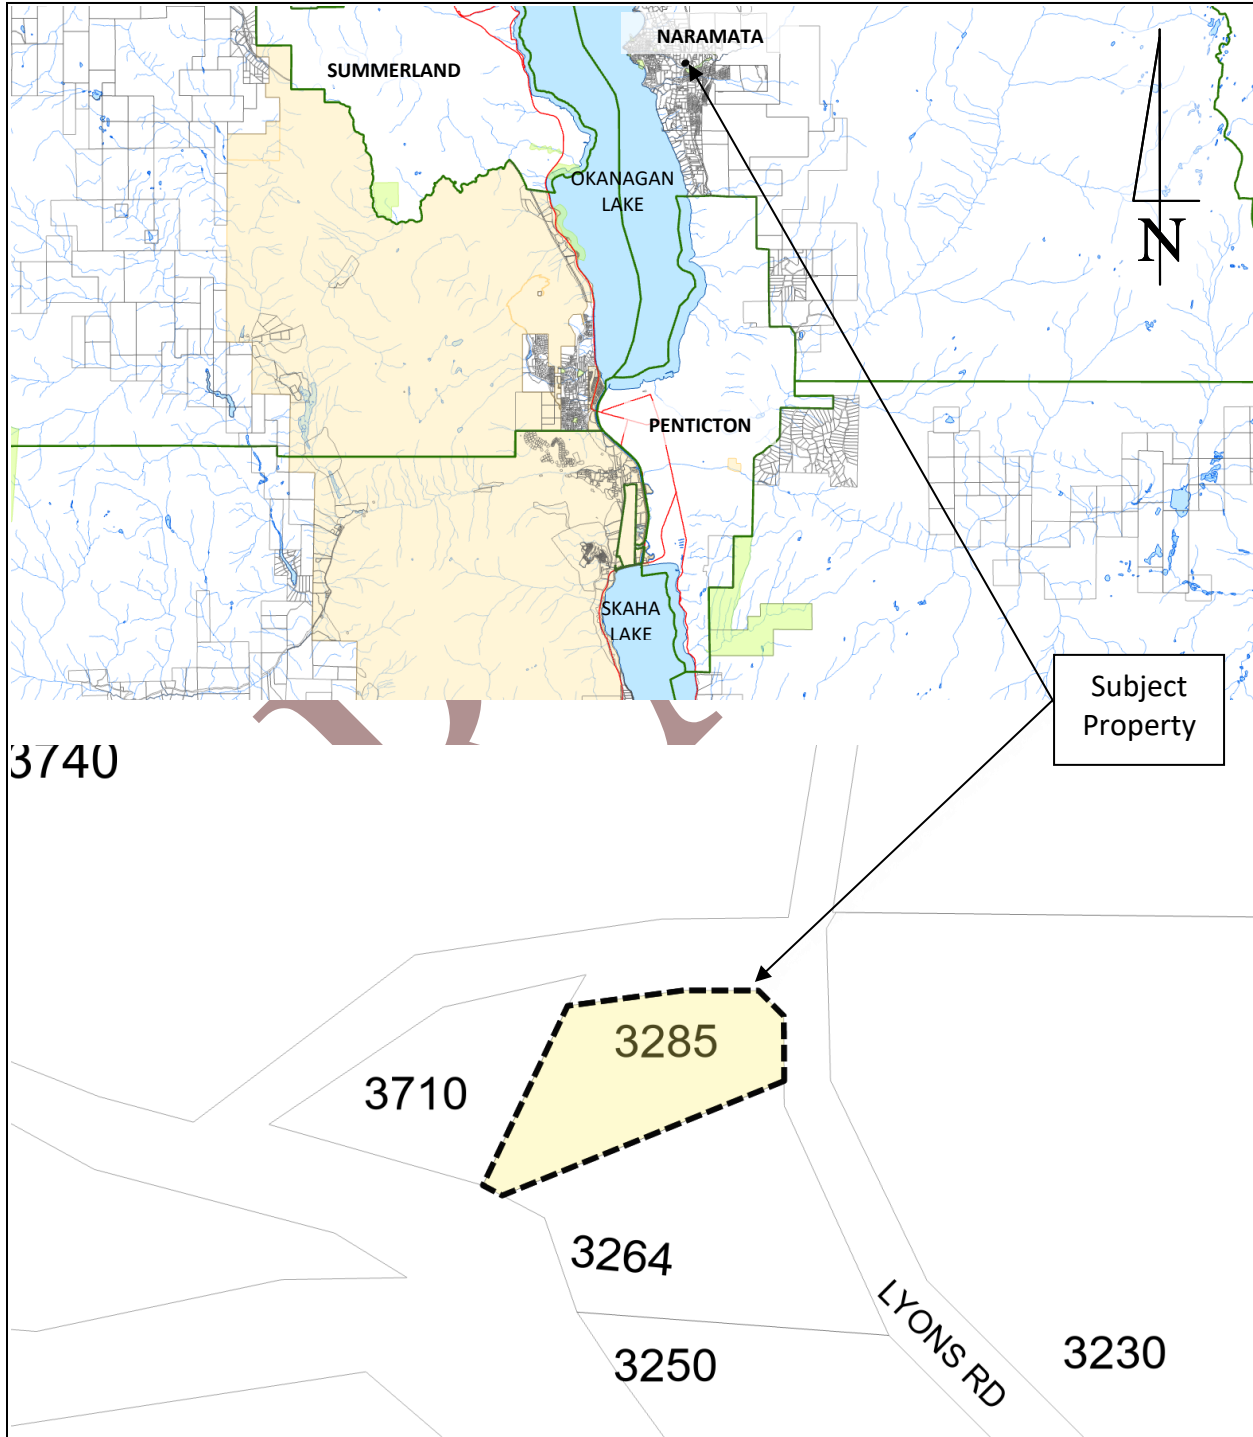 NARAMATA
SUMMERLAND
OKANAGAN
LAKE
N
PENTICTON
SKAHA
LAKE
Subject
Property
3740
3285
3710
3264
LYONS RD
3250
3230